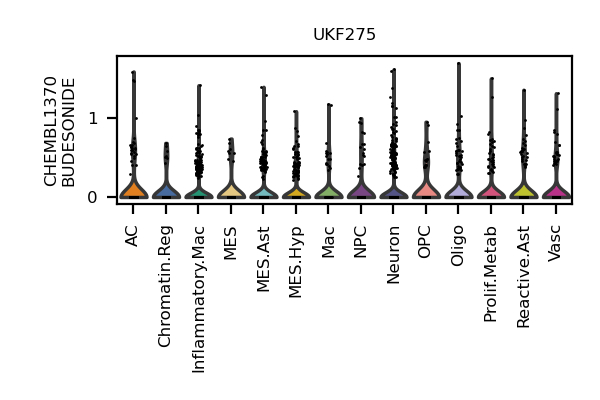 UKF275
CHEMBL1370
BUDESONIDE
1
0
AC
Chromatin.Reg
Inflammatory.Mac
MES
MES.Ast
MES.Hyp
Mac
NPC
Neuron
OPC
Oligo
Prolif.Metab
Reactive.Ast
Vasc